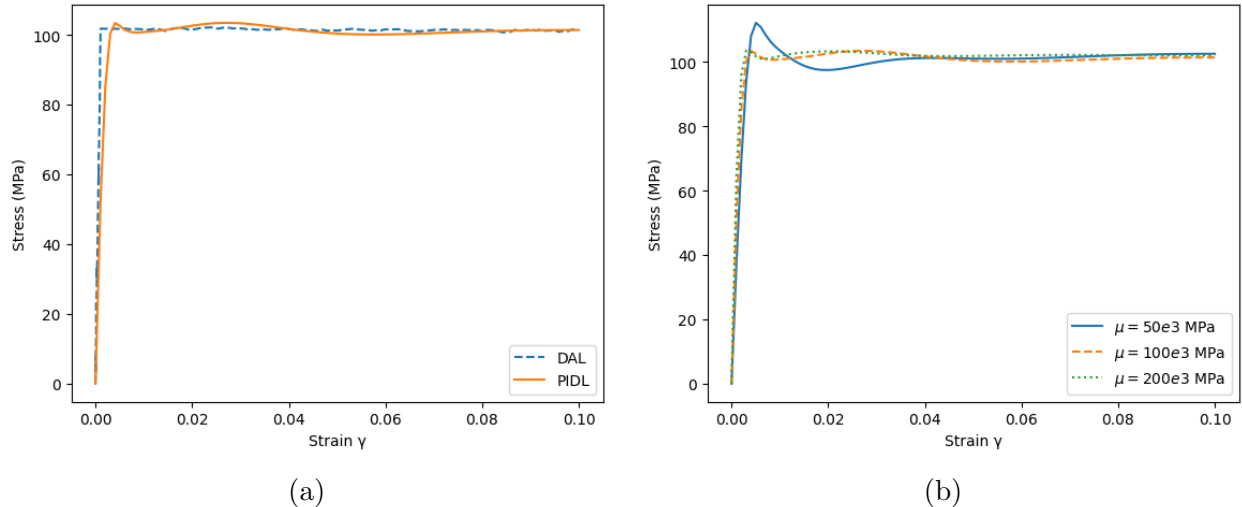 100
80
60
40
20
0
Stress (MPa)
0.00 0.02 0.04 0.06 0.08 0.10
Strain γ
DAL
PIDL
(a)
120
100
80
60
40
20
0
Stress (MPa)
0.00 0.02 0.04 0.06 0.08 0.10
Strain γ
μ = 50e3 MPa
μ = 100e3 MPa
μ = 200e3 MPa
(b)